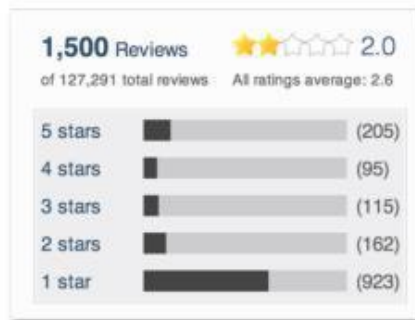 1,500 Reviews 2.0
of 127,291 total reviews All ratings average: 2.6
5 stars (205)
4 stars (95)
3 stars (115)
2 stars (162)
1 star (923)